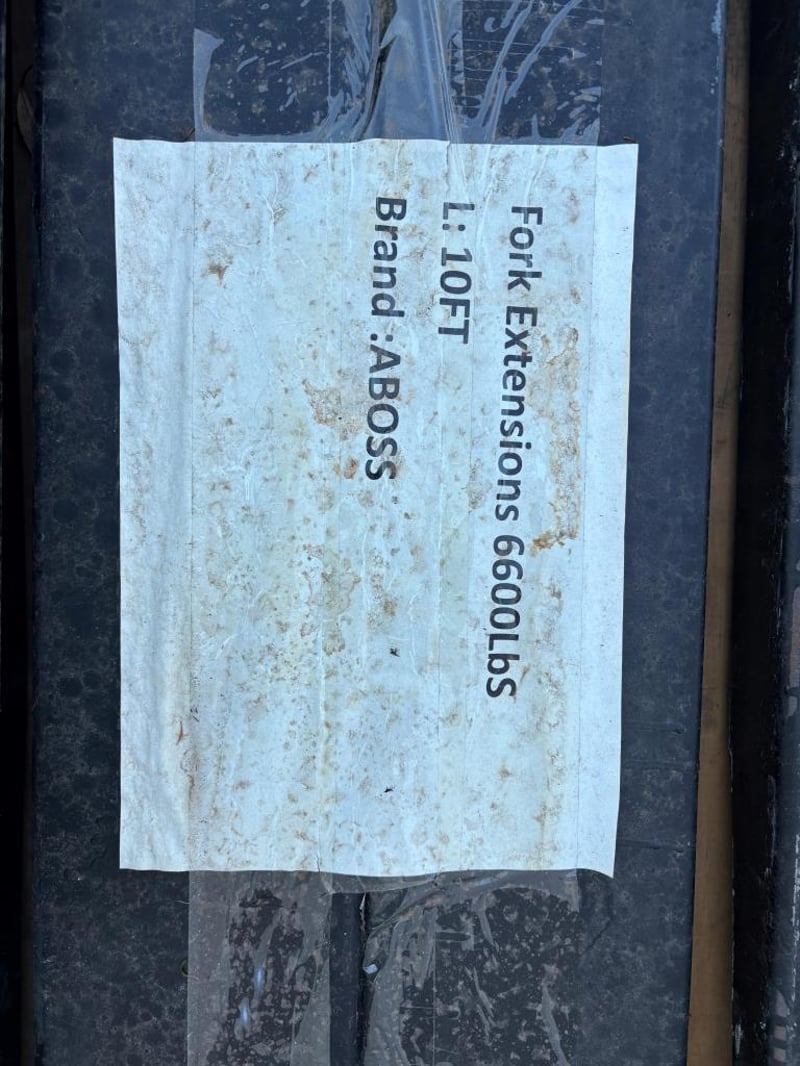 Fork Extensions 6600LbS
L: 10FT
Brand :ABOSS